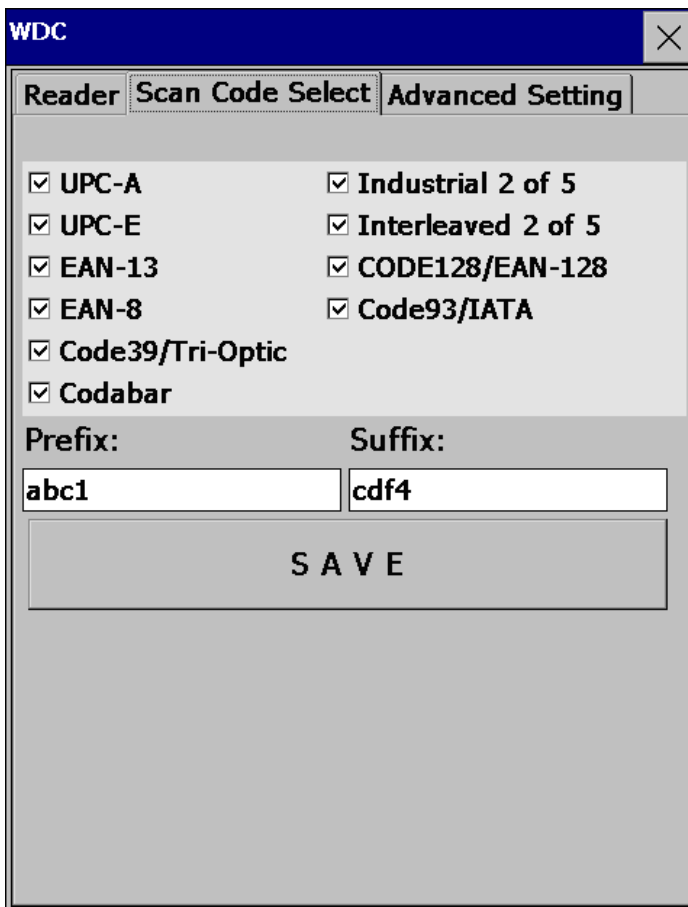 WDC
Reader Scan Code Select Advanced Setting
UPC-A Industrial 2 of 5
UPC-E Interleaved 2 of 5
EAN-13 CODE128/EAN-128
EAN-8 Code93/IATA
Code39/Tri-Optic
Codabar
Prefix: Suffix:
abc1 cdf4
S A V E